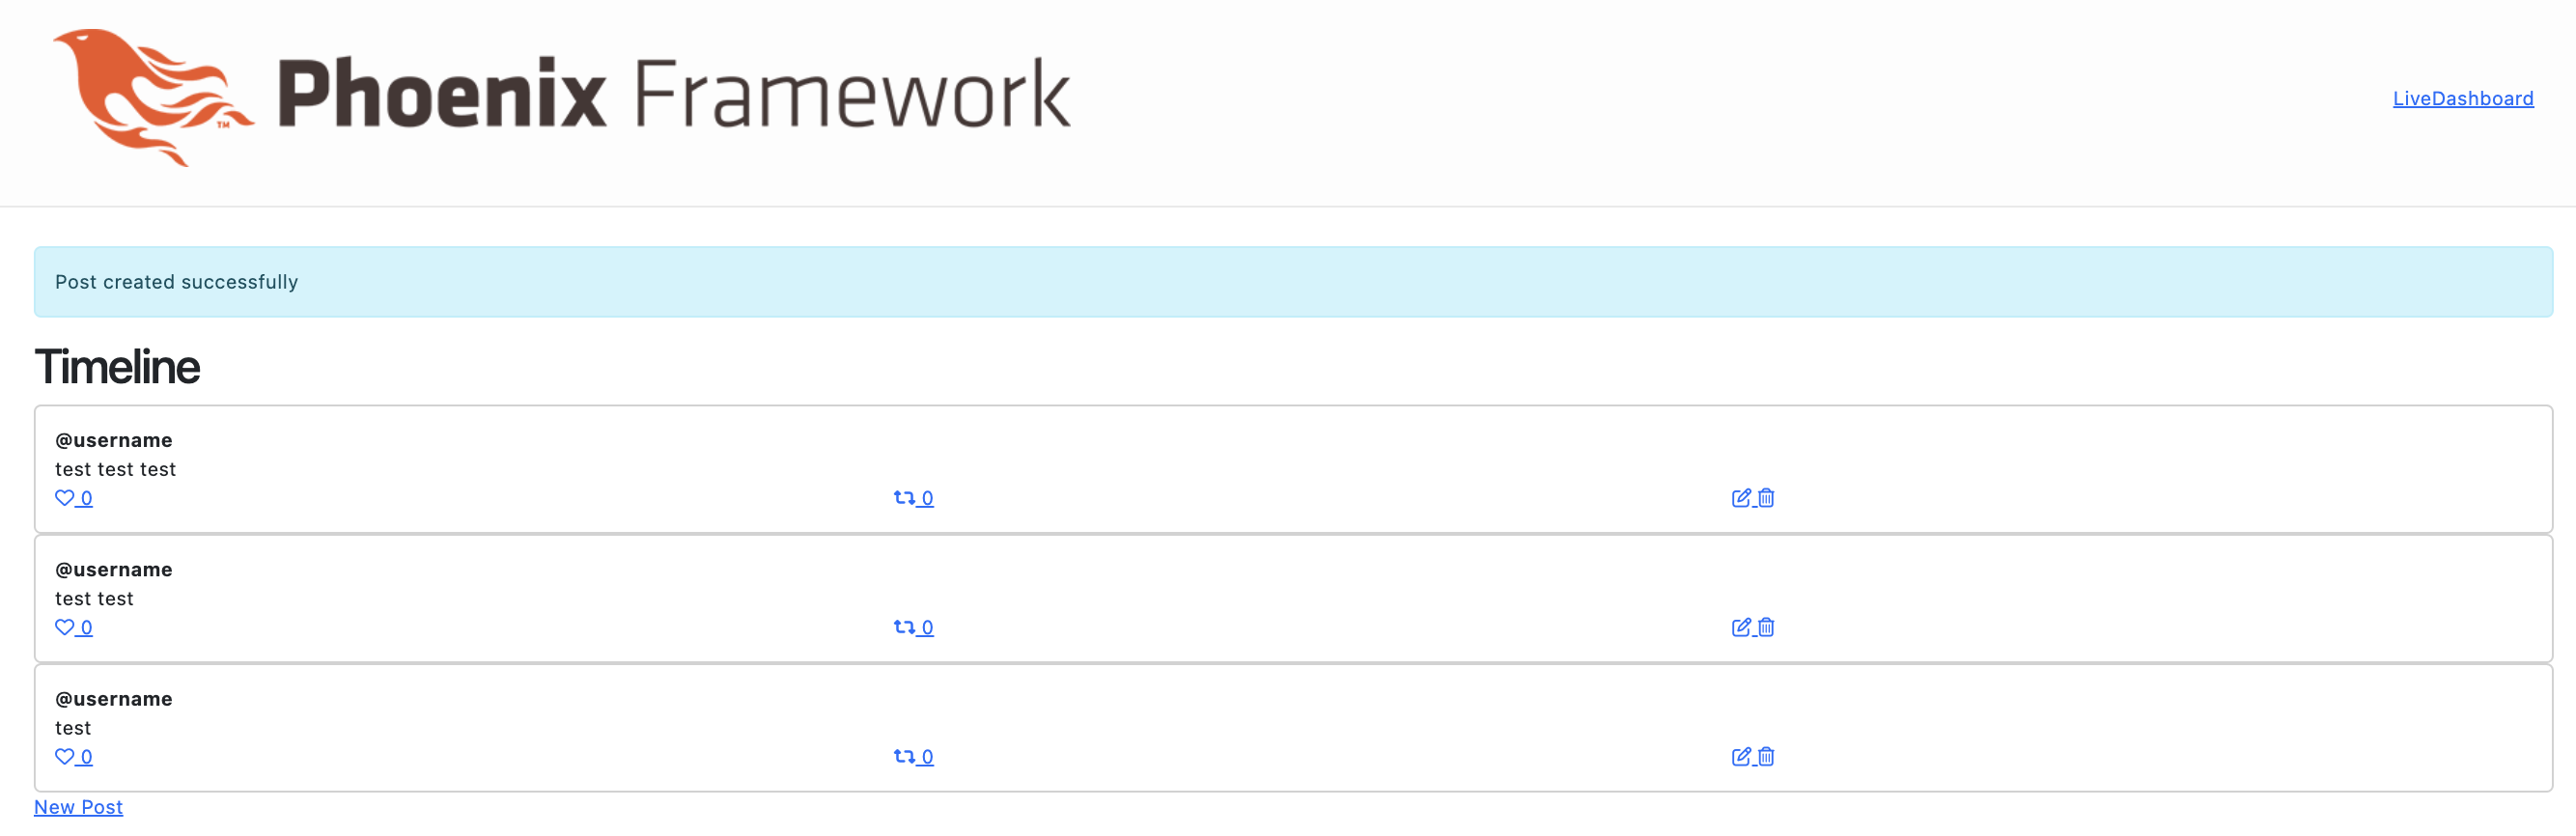 Phoenix Framework
TM
LiveDashboard
Post created successfully
Timeline
@username
test test test
0
0
@username
test test
0
0
@username
test
0
0
New Post